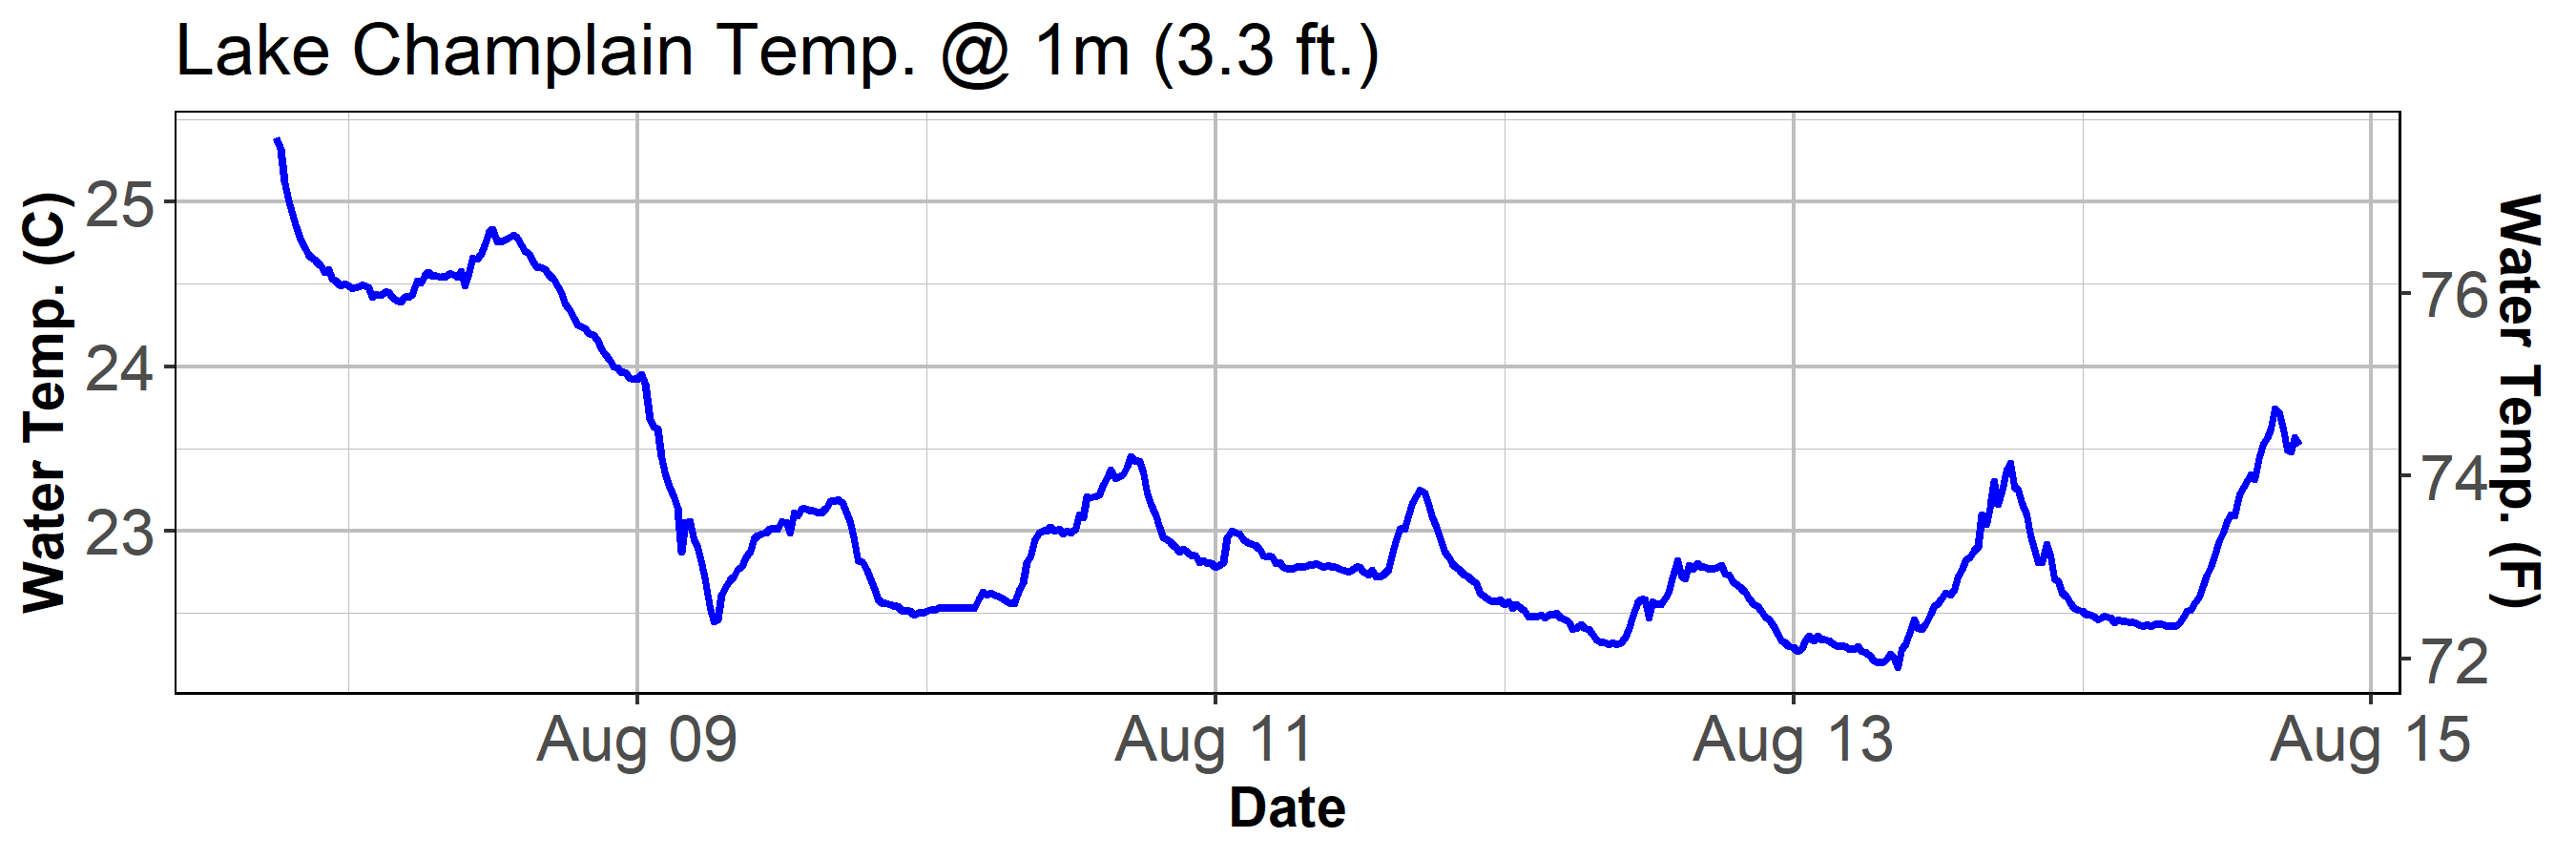 Lake Champlain Temp. @ 1m (3.3 ft.)
Water Temp. (C)
25
24
23
76
74
72
Water Temp. (F)
Aug 09
Aug 11
Aug 13
Aug 15
Date